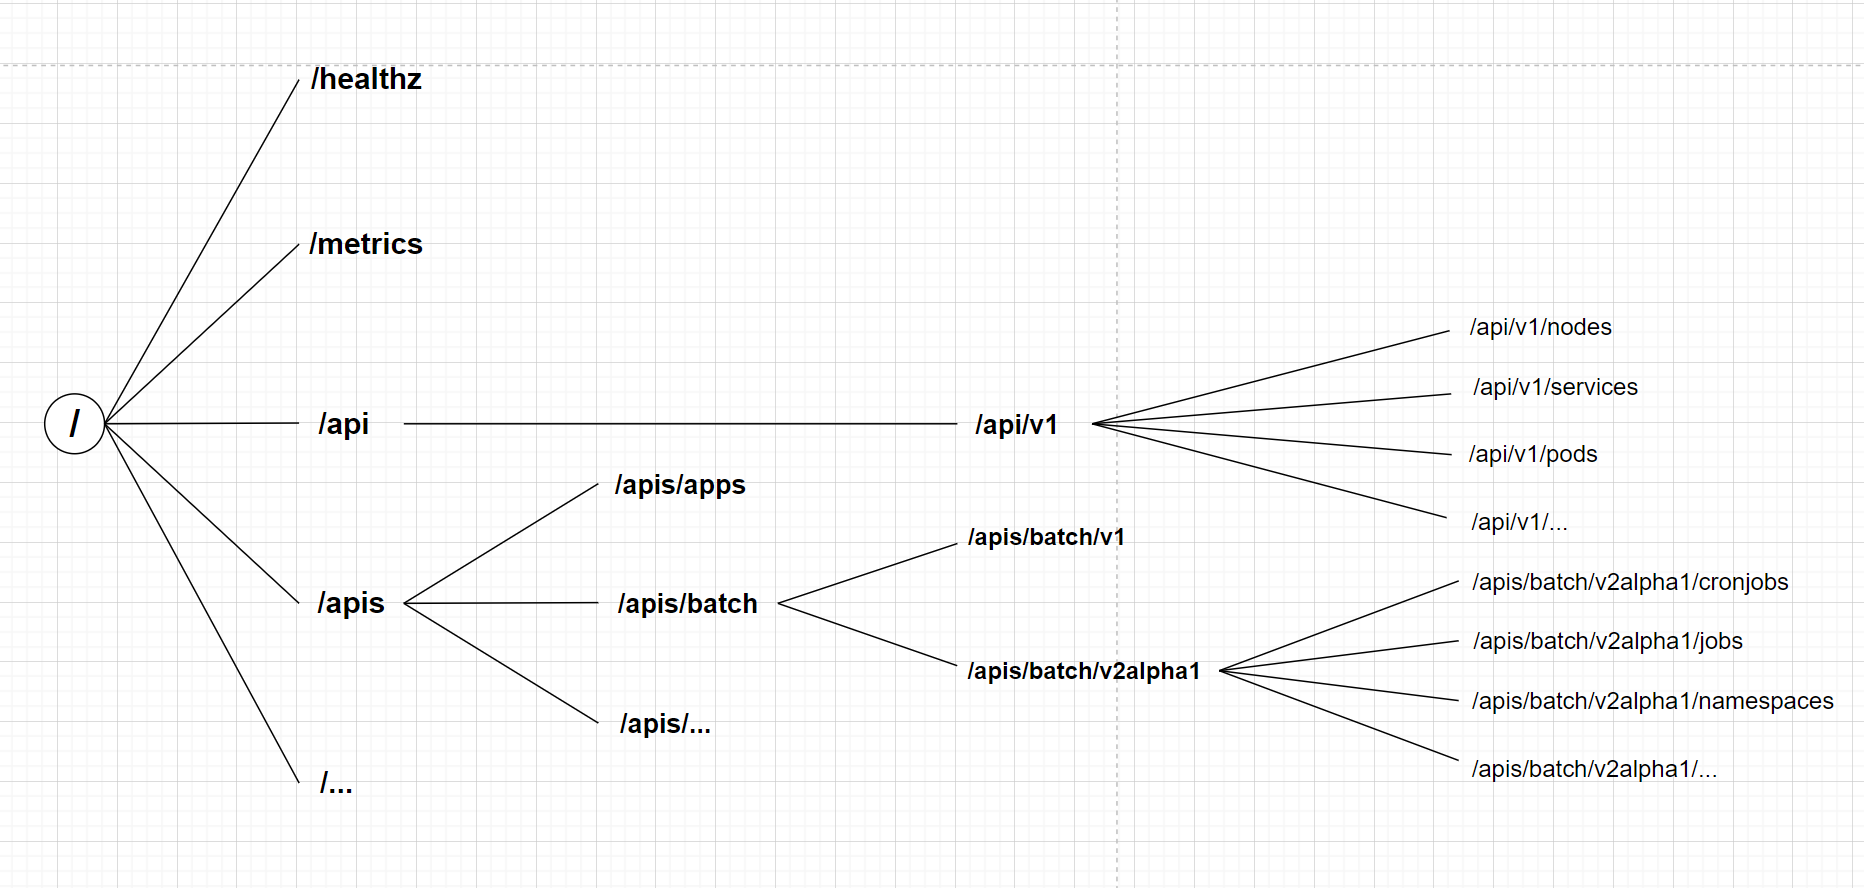 /healthz
/metrics
/
/api
/api/v1
/api/v1/nodes
/api/v1/services
/api/v1/pods
/api/v1/...
/apis
/apis/apps
/apis/batch
/apis/...
/apis/batch/v1
/apis/batch/v2alpha1
/apis/batch/v2alpha1/cronjobs
/apis/batch/v2alpha1/jobs
/apis/batch/v2alpha1/namespaces
/apis/batch/v2alpha1/...
/...